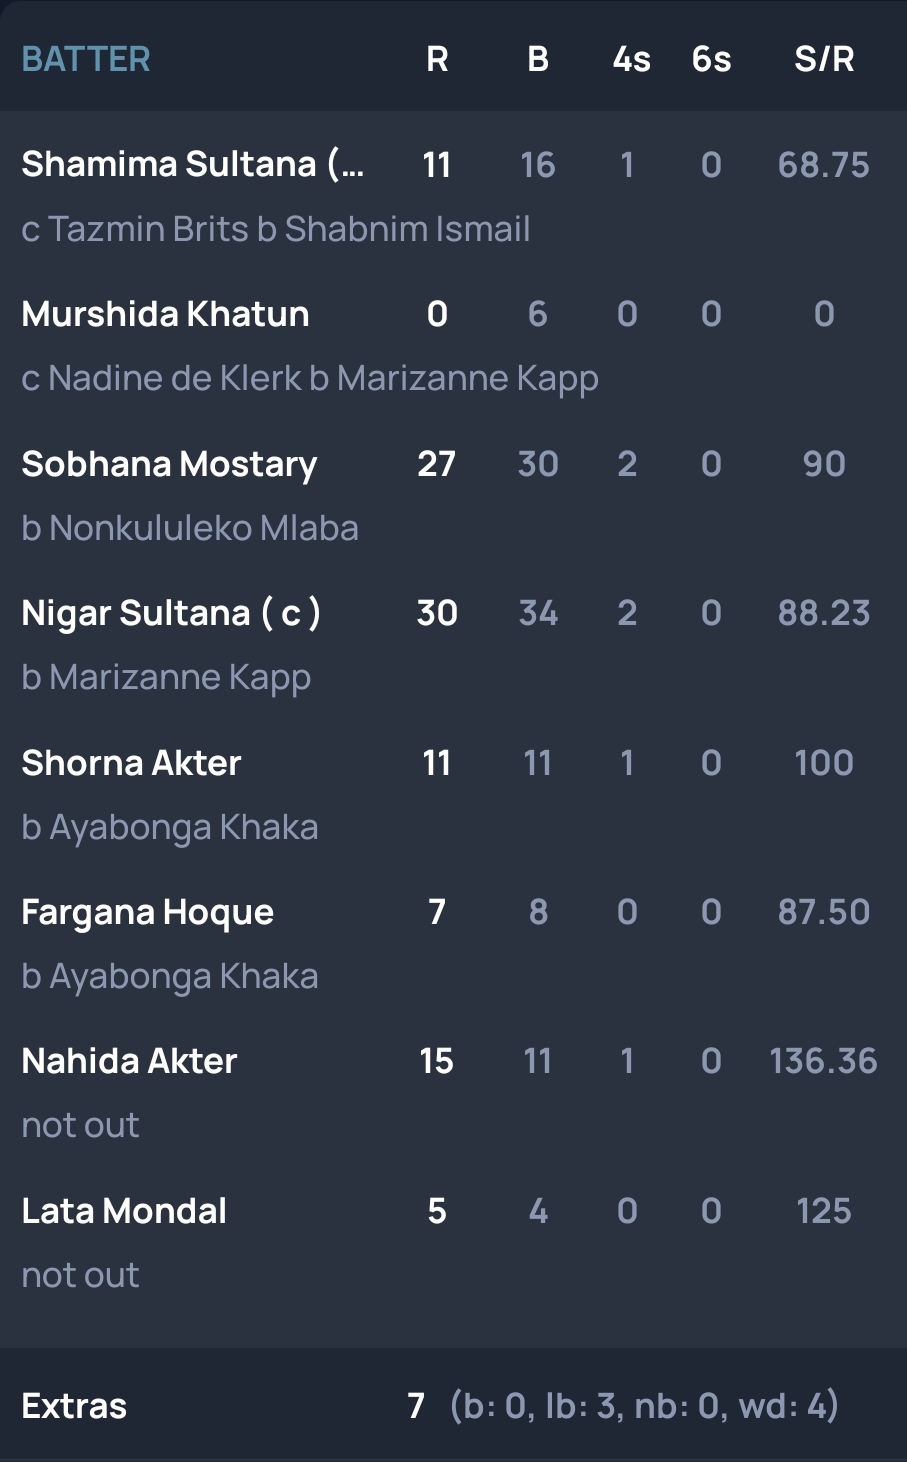 BATTER R B 4s 6s S/R
Shamima Sultana (... 11 16 1 0 68.75
c Tazmin Brits b Shabnim Ismail
Murshida Khatun 0 6 0 0 0
c Nadine de Klerk b Marizanne Kapp
Sobhana Mostary 27 30 2 0 90
b Nonkululeko Mlaba
Nigar Sultana ( c ) 30 34 2 0 88.23
b Marizanne Kapp
Shorna Akter 11 11 1 0 100
b Ayabonga Khaka
Fargana Hoque 7 8 0 0 87.50
b Ayabonga Khaka
Nahida Akter 15 11 1 0 136.36
not out
Lata Mondal 5 4 0 0 125
not out
Extras 7 (b: 0, lb: 3, nb: 0, wd: 4)